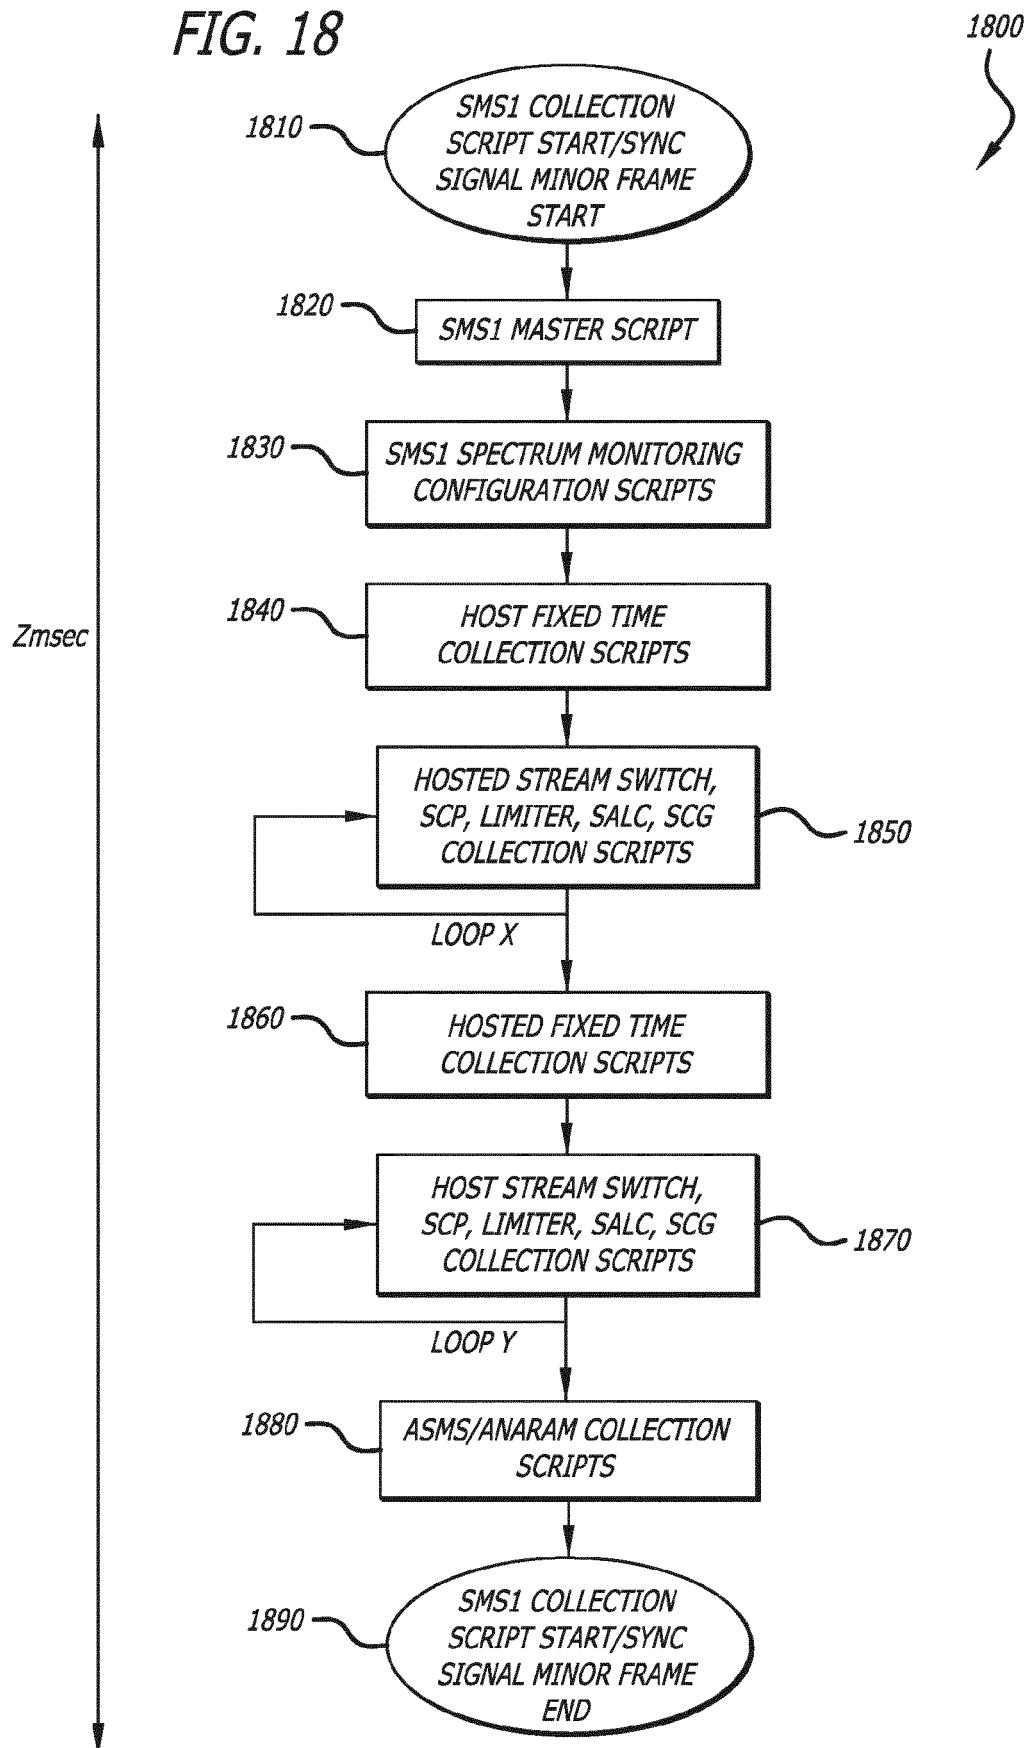 FIG. 18
1800
1810
SMS1 COLLECTION
SCRIPT START/SYNC
SIGNAL MINOR FRAME
START
1820
SMS1 MASTER SCRIPT
1830
SMS1 SPECTRUM MONITORING
CONFIGURATION SCRIPTS
Zmsec
1840
HOST FIXED TIME
COLLECTION SCRIPTS
HOSTED STREAM SWITCH,
SCP, LIMITER, SALC, SCG
COLLECTION SCRIPTS
1850
LOOP X
1860
HOSTED FIXED TIME
COLLECTION SCRIPTS
HOST STREAM SWITCH,
SCP, LIMITER, SALC, SCG
COLLECTION SCRIPTS
1870
LOOP Y
1880
ASMS/ANARAM COLLECTION
SCRIPTS
1890
SMS1 COLLECTION
SCRIPT START/SYNC
SIGNAL MINOR FRAME
END